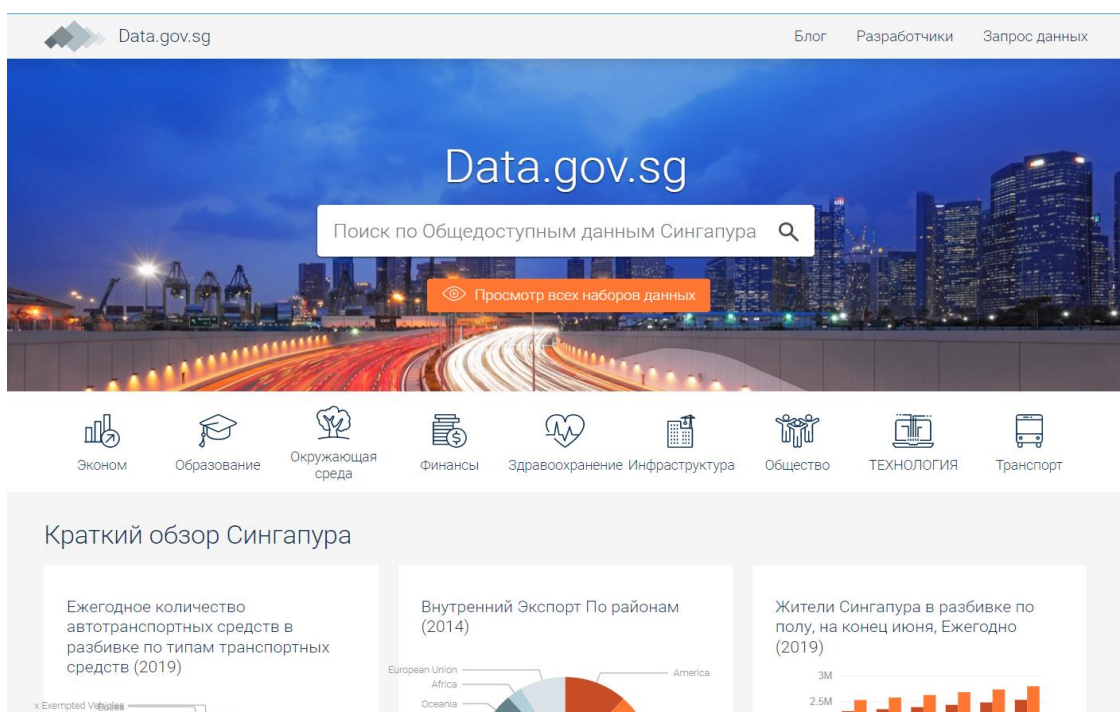 Data.gov.sg
Блог Разработчики Запрос данных
Data.gov.sg
Поиск по Общедоступным данным Сингапура
Просмотр всех наборов данных
Эконом
Образование
Окружающая
среда
Финансы
Здравоохранение
Инфраструктура
Общество
ТЕХНОЛОГИЯ
Транспорт
Краткий обзор Сингапура
Ежегодное количество
автотранспортных средств в
разбивке по типам транспортных
средств (2019)
x Exempted Vehicles
Внутренний Экспорт По районам
(2014)
European Union
Africa
Oceania
America
Жители Сингапура в разбивке по
полу, на конец июня, Ежегодно
(2019)
3M
2.5M